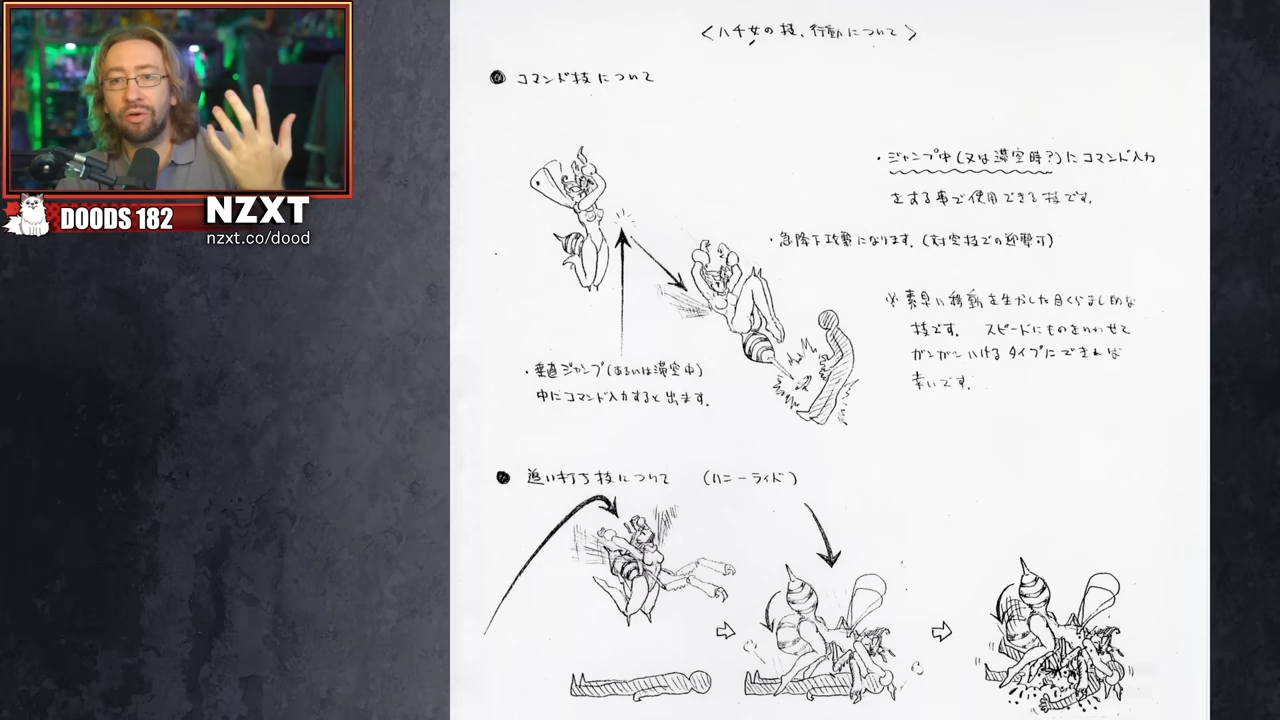 ＜ハチ女の技、行動について＞
● コマンド技について
・ジャンプ中(又は滞空時?)にコマンド入力
をする事で使用できる技です。
・急降下攻撃になります。(対空技での迎撃可)
※素早い移動を生かした目くらまし的な
技です。 スピードにものをいわせて
ガンガンいけるタイプにできれば
幸いです。
・垂直ジャンプ(あるいは滞空中)
中にコマンド入力すると出ます。
● 追い打ち技について (ハニーライド)
DOODS 182
NZXT
nzxt.co/dood